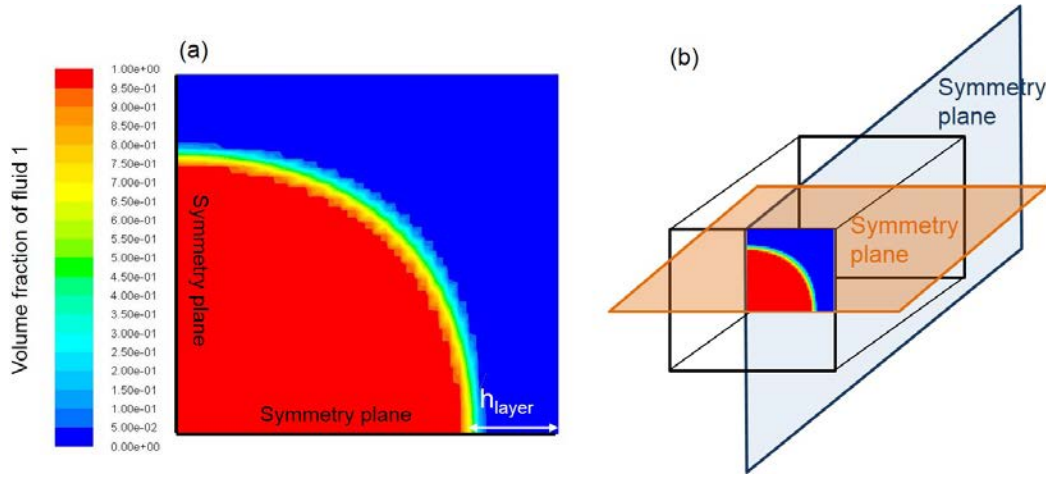 (a)
Volume fraction of fluid 1
1.00e+00
9.50e-01
9.00e-01
8.50e-01
8.00e-01
7.50e-01
7.00e-01
6.50e-01
6.00e-01
5.50e-01
5.00e-01
4.50e-01
4.00e-01
3.50e-01
3.00e-01
2.50e-01
2.00e-01
1.50e-01
1.00e-01
5.00e-02
0.00e+00
Symmetry plane
Symmetry plane
hlayer
(b)
Symmetry
plane
Symmetry
plane